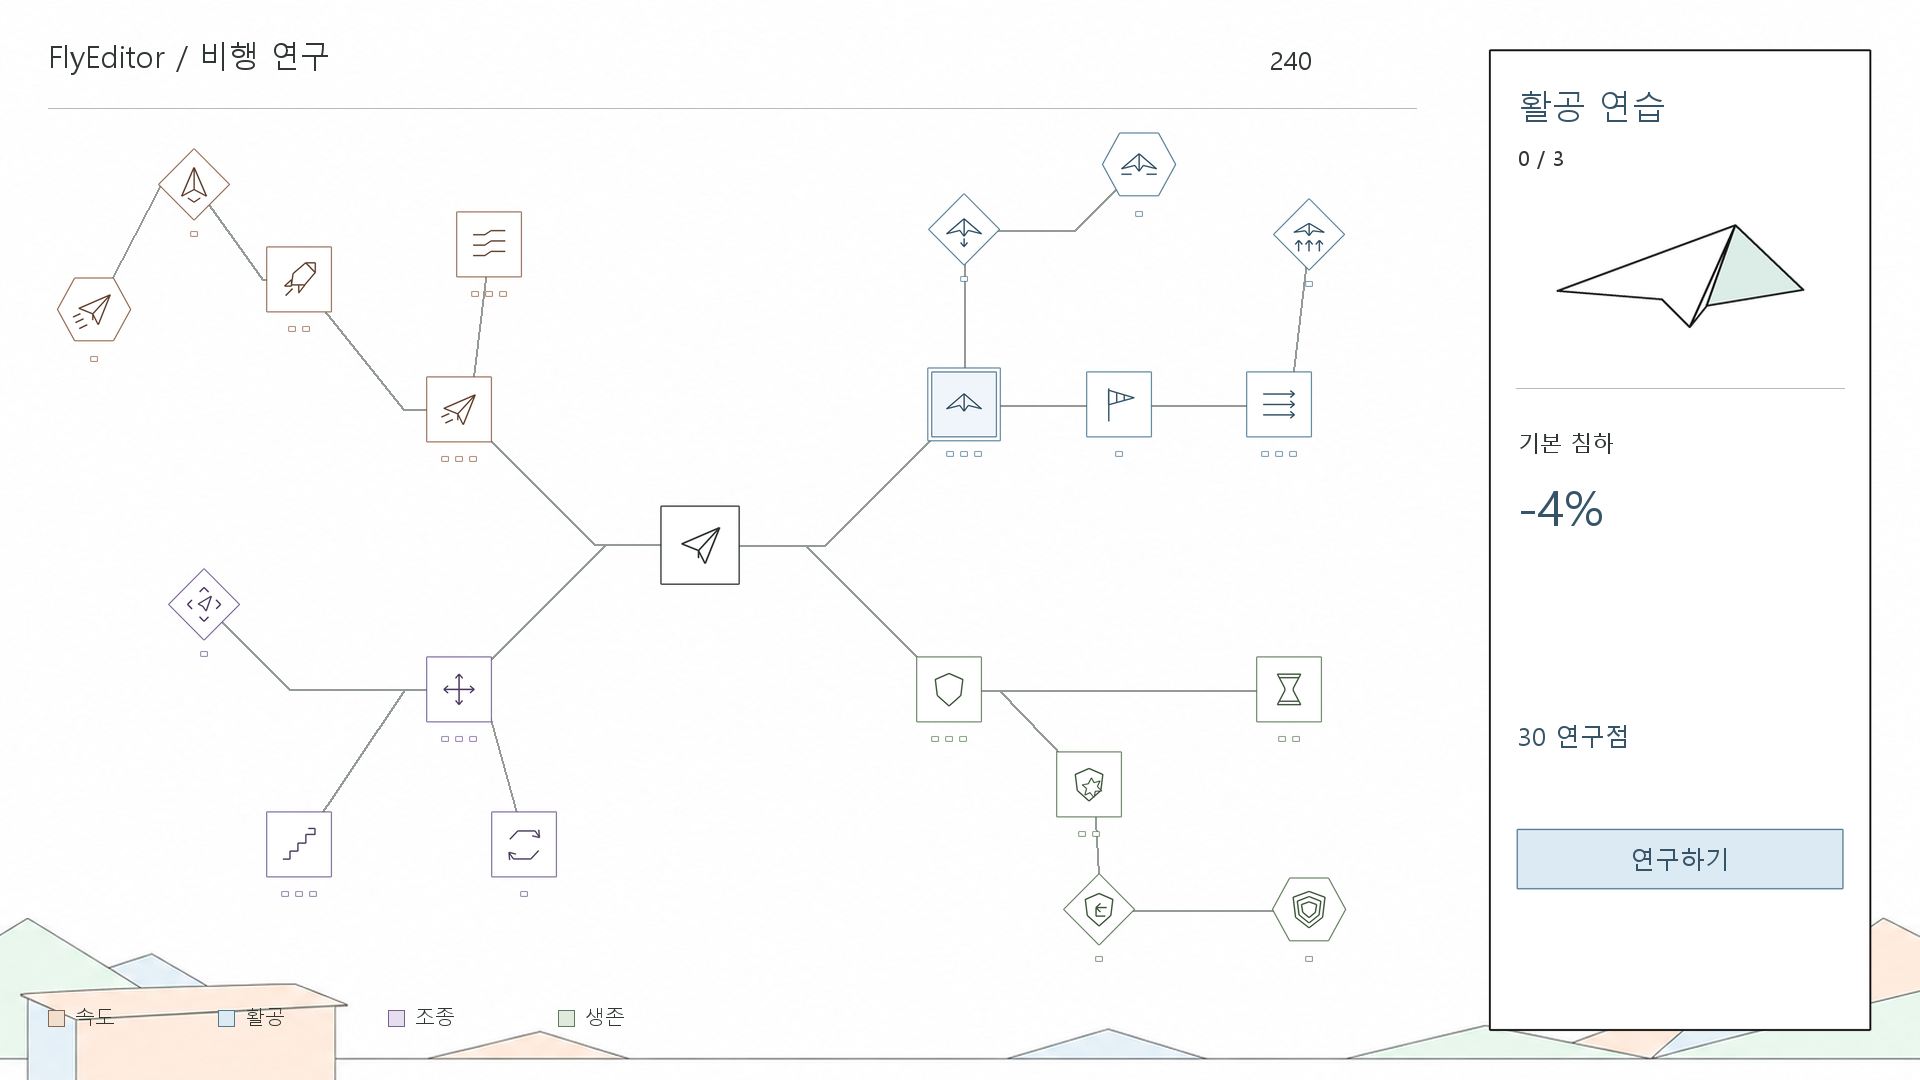 FlyEditor / 비행 연구
240
활공 연습
0 / 3
기본 침하
-4%
30 연구점
연구하기
속도
활공
조종
생존